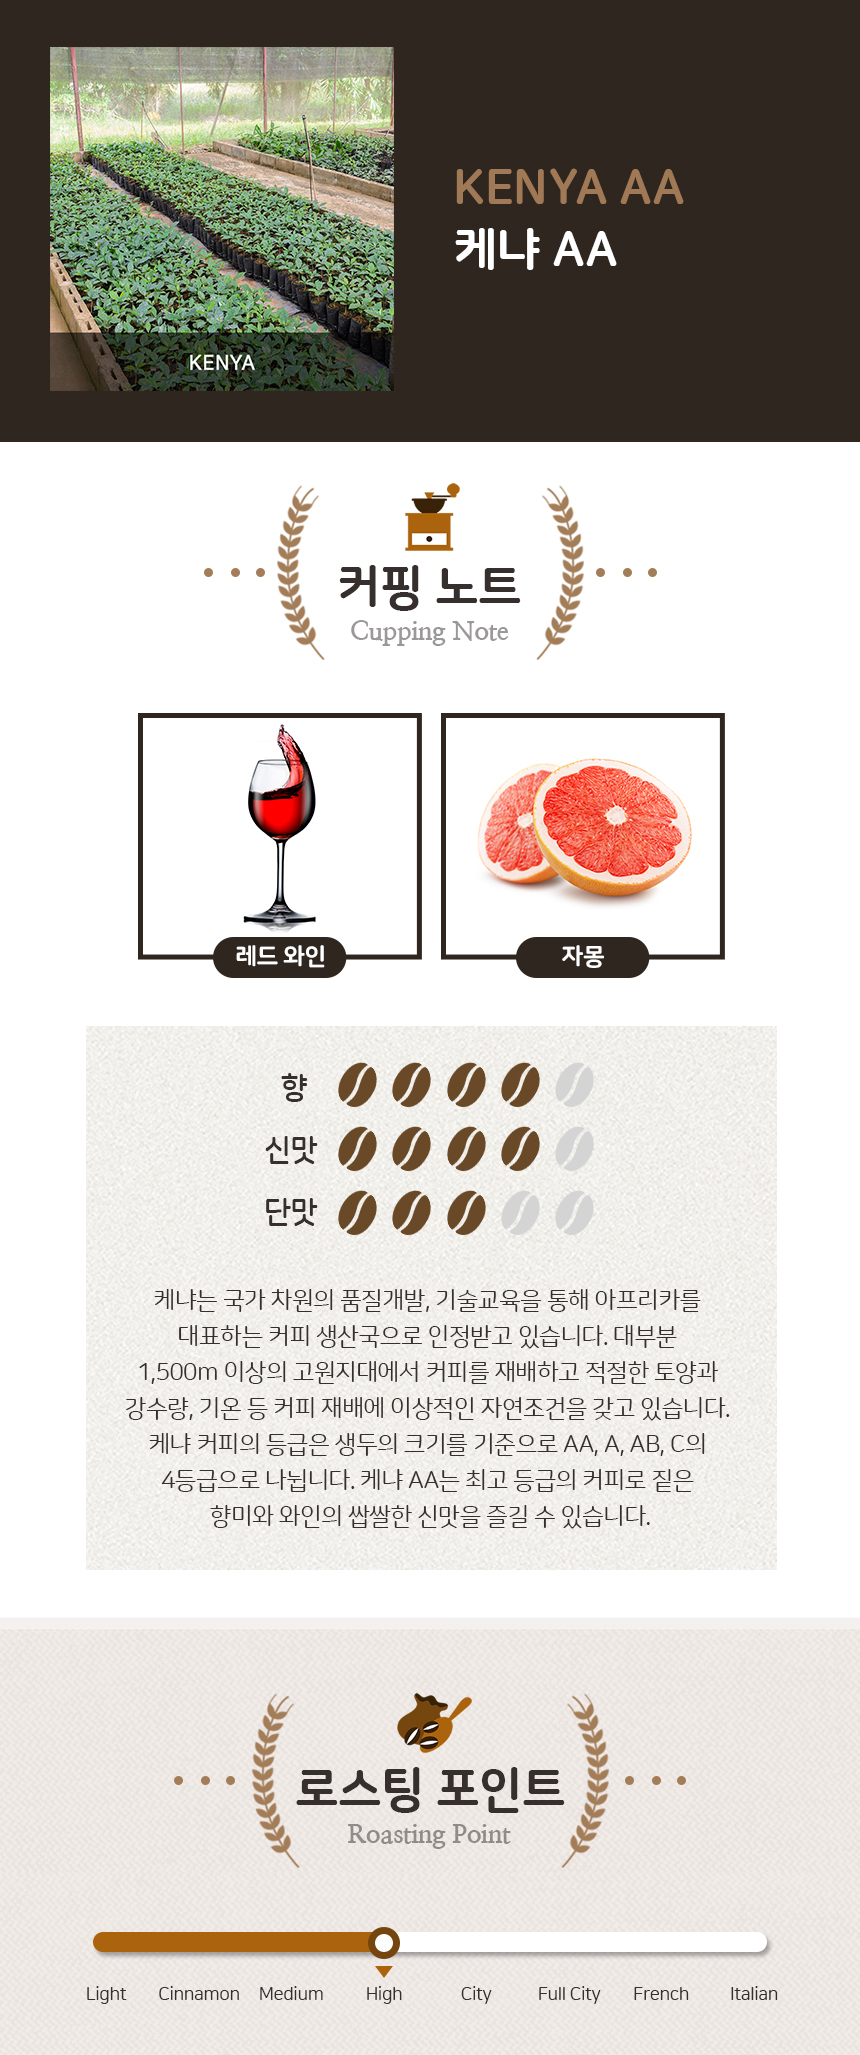 KENYA
KENYA AA
케냐 AA
커핑 노트
Cupping Note
레드 와인
자몽
향
신맛
단맛
케냐는 국가 차원의 품질개발, 기술교육을 통해 아프리카를
대표하는 커피 생산국으로 인정받고 있습니다. 대부분
1,500m 이상의 고원지대에서 커피를 재배하고 적절한 토양과
강수량, 기온 등 커피 재배에 이상적인 자연조건을 갖고 있습니다.
케냐 커피의 등급은 생두의 크기를 기준으로 AA, A, AB, C의
4등급으로 나뉩니다. 케냐 AA는 최고 등급의 커피로 짙은
향미와 와인의 쌉쌀한 신맛을 즐길 수 있습니다.
로스팅 포인트
Roasting Point
Light Cinnamon Medium High City Full City French Italian